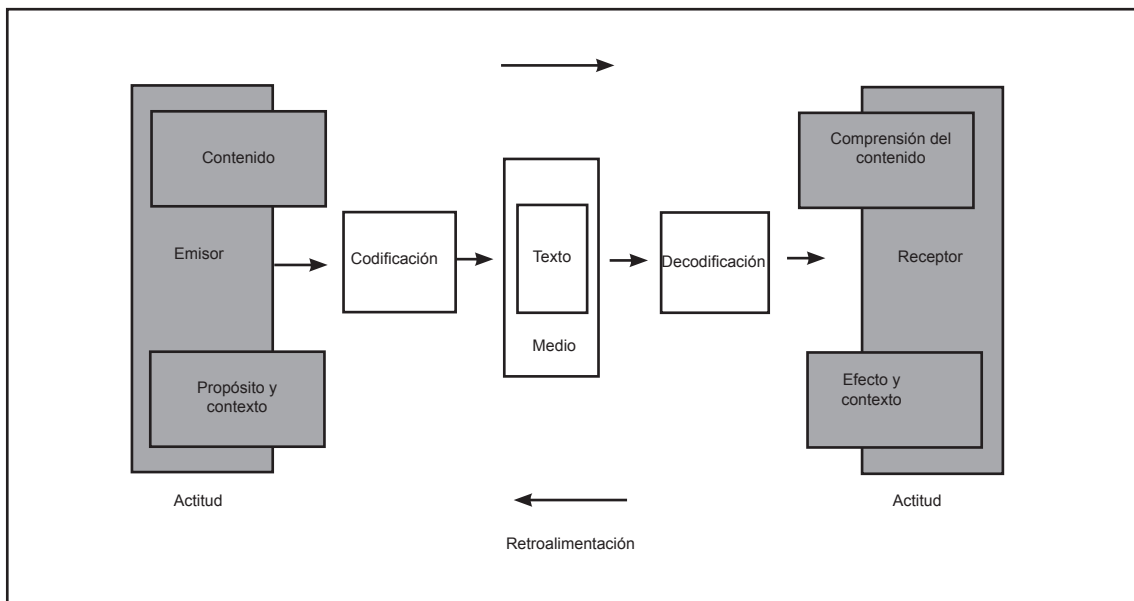 Contenido
Comprensión del
contenido
Emisor
Codificación
Texto
Decodificación
Receptor
Medio
Propósito y
contexto
Efecto y
contexto
Actitud
Actitud
Retroalimentación